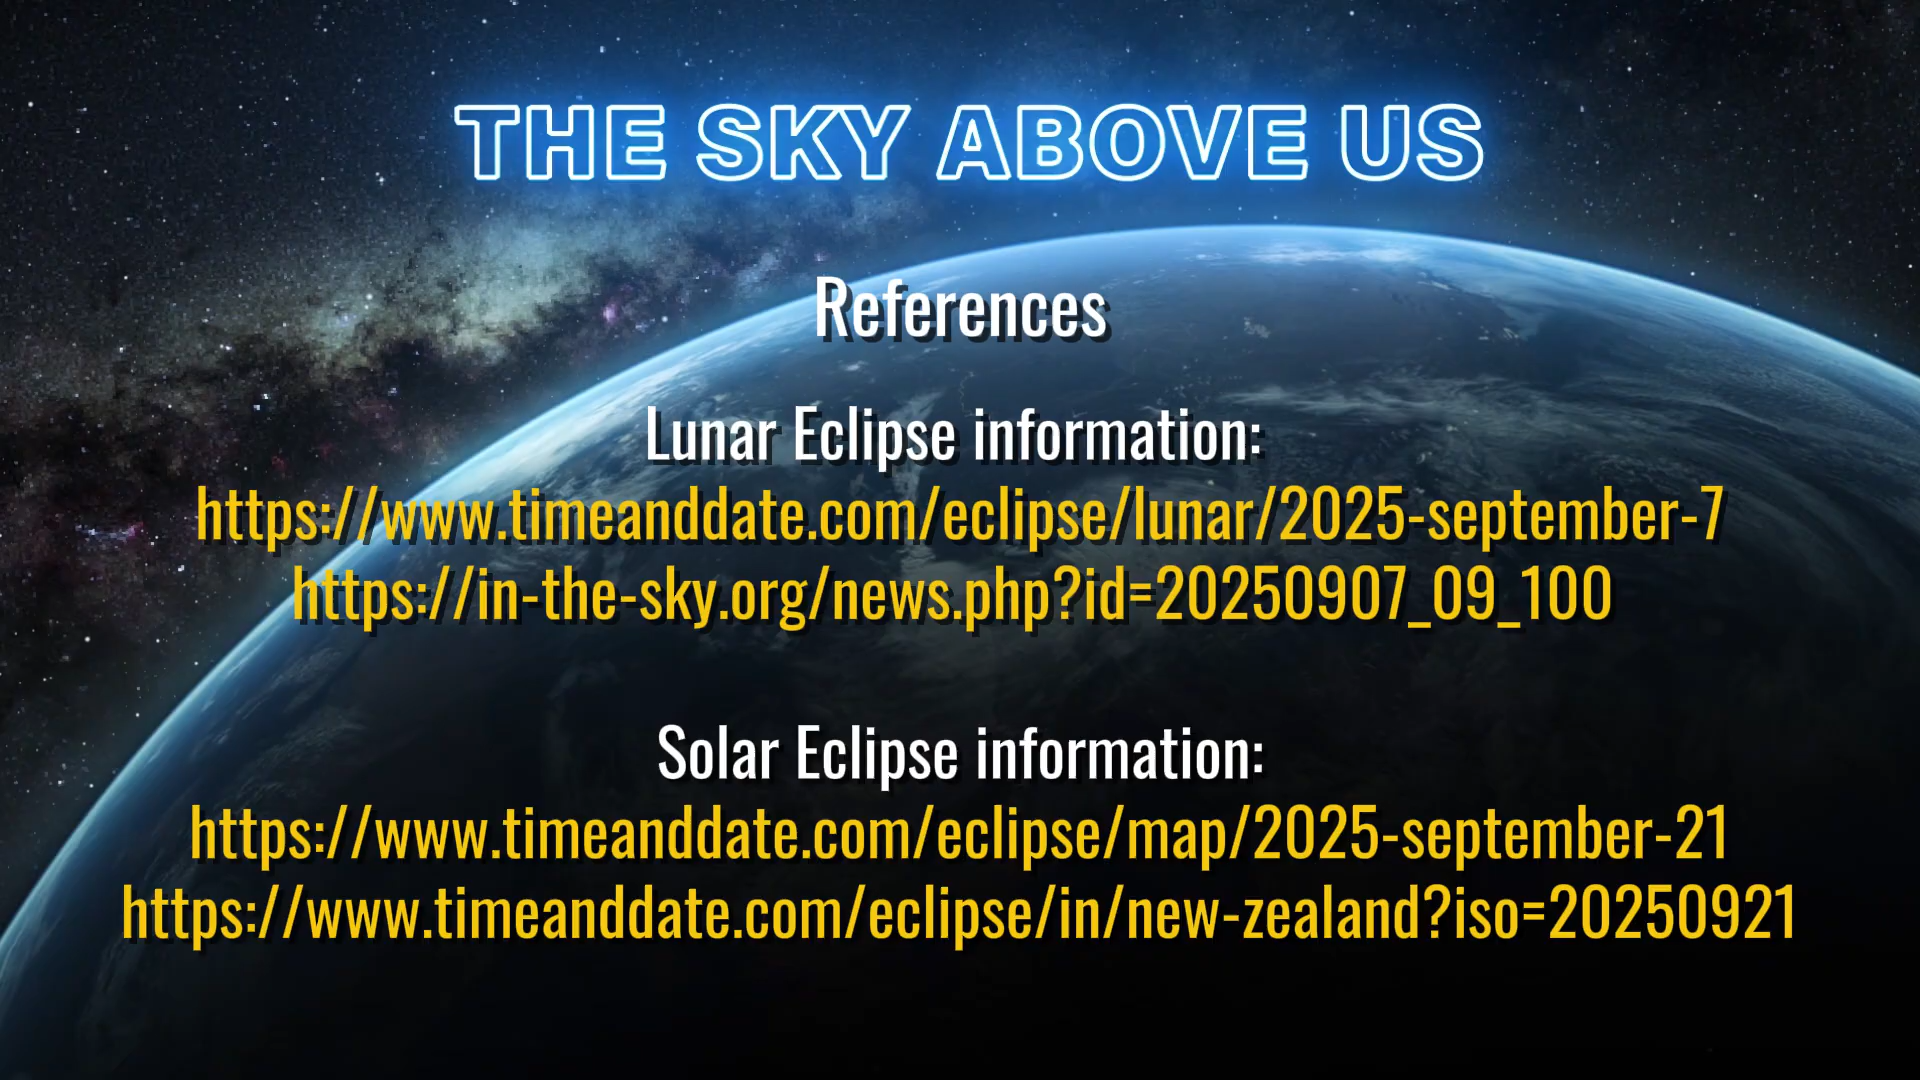 THE SKY ABOVE US
References
Lunar Eclipse information:
https://www.timeanddate.com/eclipse/lunar/2025-september-7
https://in-the-sky.org/news.php?id=20250907_09_100
Solar Eclipse information:
https://www.timeanddate.com/eclipse/map/2025-september-21
https://www.timeanddate.com/eclipse/in/new-zealand?iso=20250921